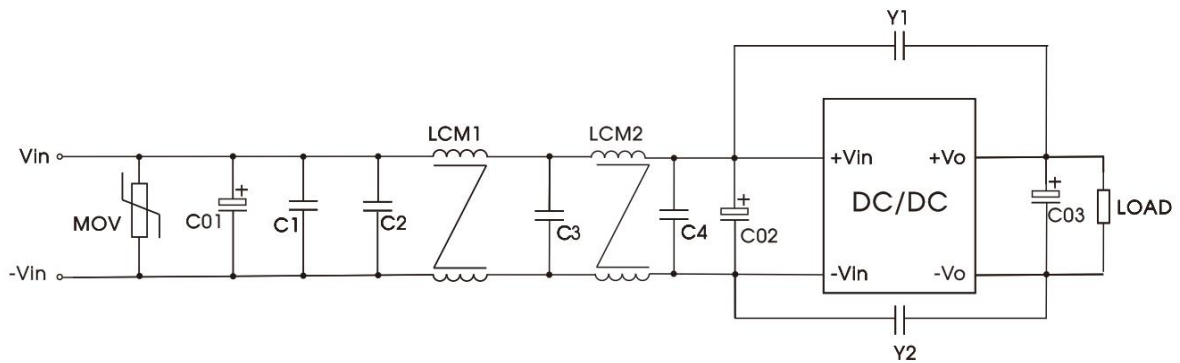 Y1
LCM1
LCM2
Vin
+Vin
+Vo
+
+
+
MOV
C01
C1
C2
C3
C4
C02
DC/DC
C03
LOAD
-Vin
-Vin
-Vo
Y2